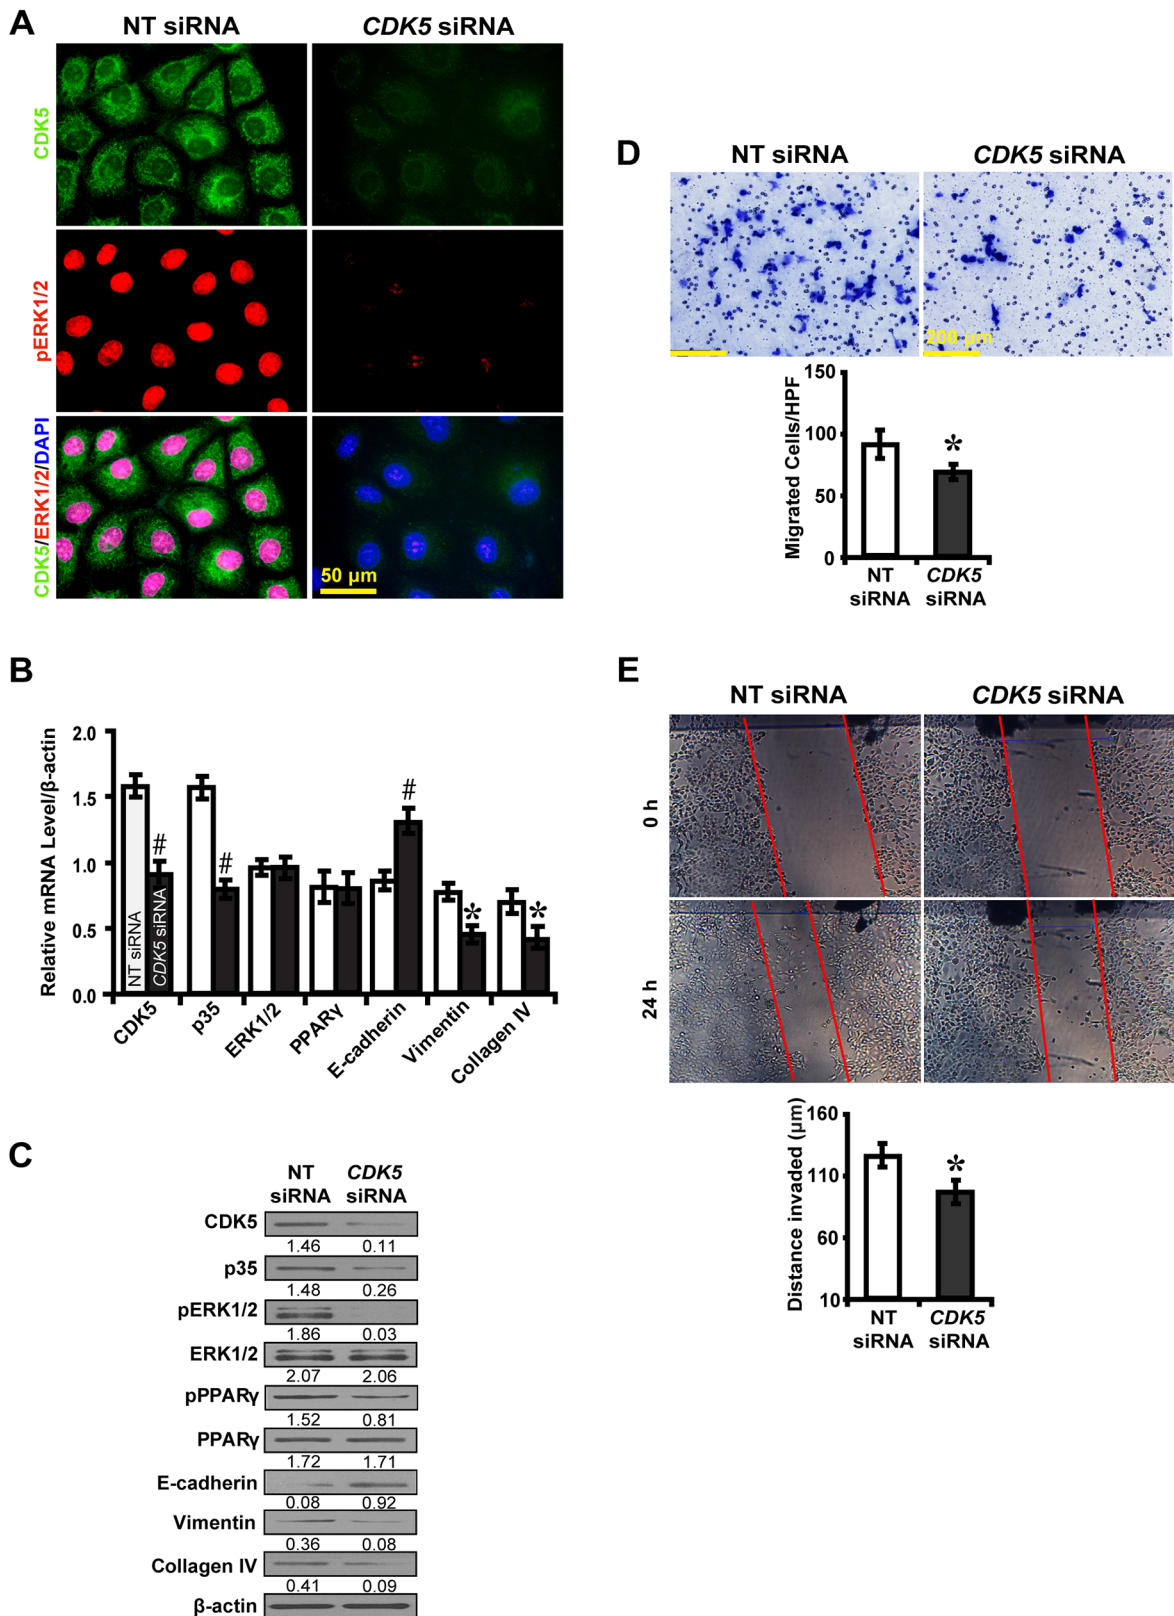 A
NT siRNA
CDK5 siRNA
CDK5
pERK1/2
CDK5/ERK1/2/DAPI
50 µm
B
Relative mRNA Level/β-actin
2.0
1.5
1.0
0.5
0.0
NT siRNA
CDK5 siRNA
#
#
#
*
*
CDK5
p35
ERK1/2
PPARγ
E-cadherin
Vimentin
Collagen IV
C
NT siRNA
CDK5 siRNA
CDK5
1.46 0.11
p35
1.48 0.26
pERK1/2
1.86 0.03
ERK1/2
2.07 2.06
pPPARγ
1.52 0.81
PPARγ
1.72 1.71
E-cadherin
0.08 0.92
Vimentin
0.36 0.08
Collagen IV
0.41 0.09
β-actin
D
NT siRNA
CDK5 siRNA
200 µm
Migrated Cells/HPF
150
100
50
0
*
NT siRNA
CDK5 siRNA
E
NT siRNA
CDK5 siRNA
0 h
24 h
Distance invaded (µm)
160
110
60
10
*
NT siRNA
CDK5 siRNA